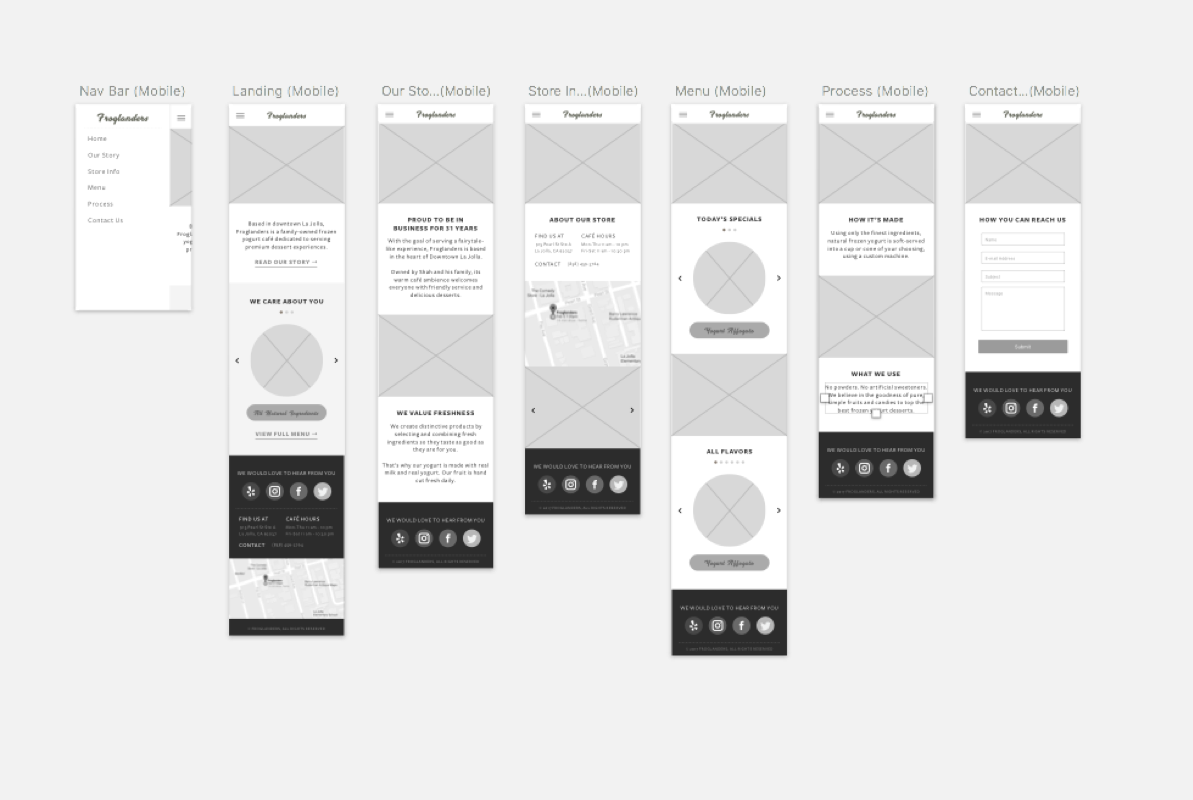 Nav Bar (Mobile)
Landing (Mobile)
Our Sto...(Mobile)
Store In...(Mobile)
Menu (Mobile)
Process (Mobile)
Contact...(Mobile)
Froglanders
Home
Our Story
Store Info
Menu
Process
Contact Us
Froglanders
Based in downtown La Jolla,
Froglanders is a family-owned frozen
yogurt café dedicated to serving
premium dessert experiences.
READ OUR STORY →
WE CARE ABOUT YOU
All Natural Ingredients
VIEW FULL MENU →
WE WOULD LOVE TO HEAR FROM YOU
FIND US AT
CAFÉ HOURS
CONTACT
Froglanders
Froglanders
PROUD TO BE IN
BUSINESS FOR 31 YEARS
With the goal of serving a fairytale-
like experience, Froglanders is based
in the heart of Downtown La Jolla.
Owned by Shah and his family, its
warm café ambience welcomes
everyone with friendly service and
delicious desserts.
WE VALUE FRESHNESS
We create distinctive products by
selecting and combining fresh
ingredients so they taste as good as
they are for you.
That's why our yogurt is made with real
milk and real yogurt. Our fruit is hand
cut fresh daily.
WE WOULD LOVE TO HEAR FROM YOU
Froglanders
ABOUT OUR STORE
FIND US AT
CAFÉ HOURS
CONTACT
Froglanders
WE WOULD LOVE TO HEAR FROM YOU
Froglanders
TODAY'S SPECIALS
Yogurt Affogato
ALL FLAVORS
Yogurt Affogato
WE WOULD LOVE TO HEAR FROM YOU
Froglanders
HOW IT'S MADE
Using only the finest ingredients,
natural frozen yogurt is soft-served
into a cup or cone of your choosing,
using a custom machine.
WHAT WE USE
No powders. No artificial sweeteners.
We believe in the goodness of pure,
simple fruits and candies to top the
best frozen desserts.
WE WOULD LOVE TO HEAR FROM YOU
Froglanders
HOW YOU CAN REACH US
Name
E-mail Address
Subject
Message
Submit
WE WOULD LOVE TO HEAR FROM YOU